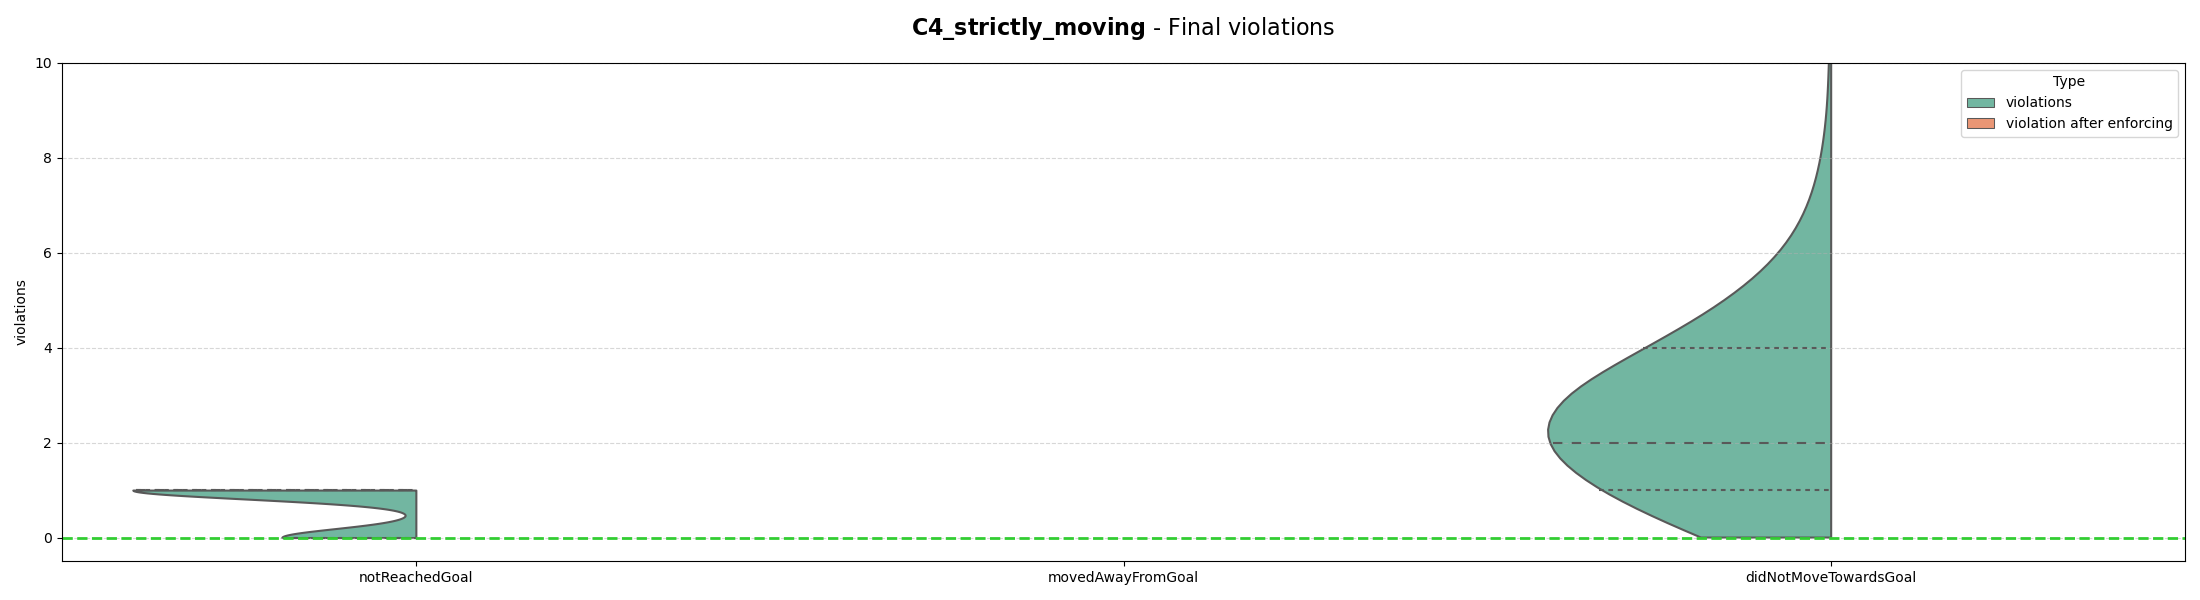 C4_strictly_moving - Final violations
10
8
6
4
2
0
violations
Type
violations
violation after enforcing
notReachedGoal
movedAwayFromGoal
didNotMoveTowardsGoal